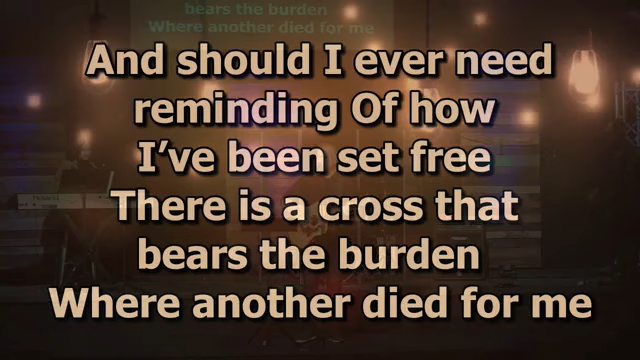 bears the burden
Where another died for me
And should I ever need
reminding Of how
I've been set free
There is a cross that
bears the burden
Where another died for me